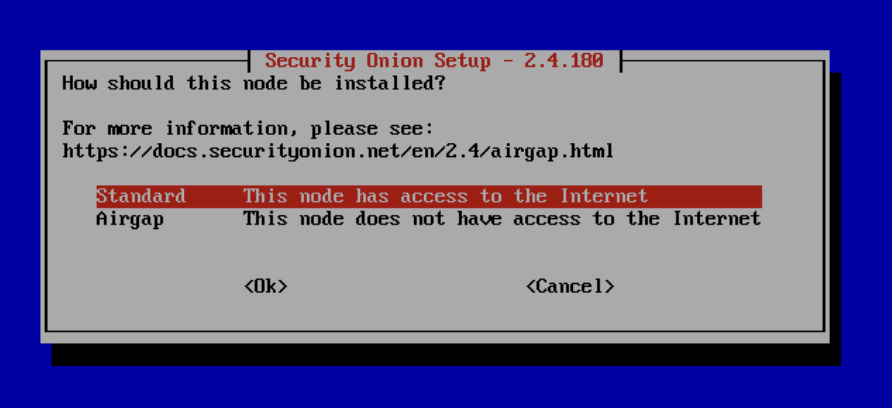 Security Onion Setup - 2.4.180
How should this node be installed?
For more information, please see:
https://docs.securityonion.net/en/2.4/airgap.html
Standard This node has access to the Internet
Airgap This node does not have access to the Internet
<Ok> <Cancel>